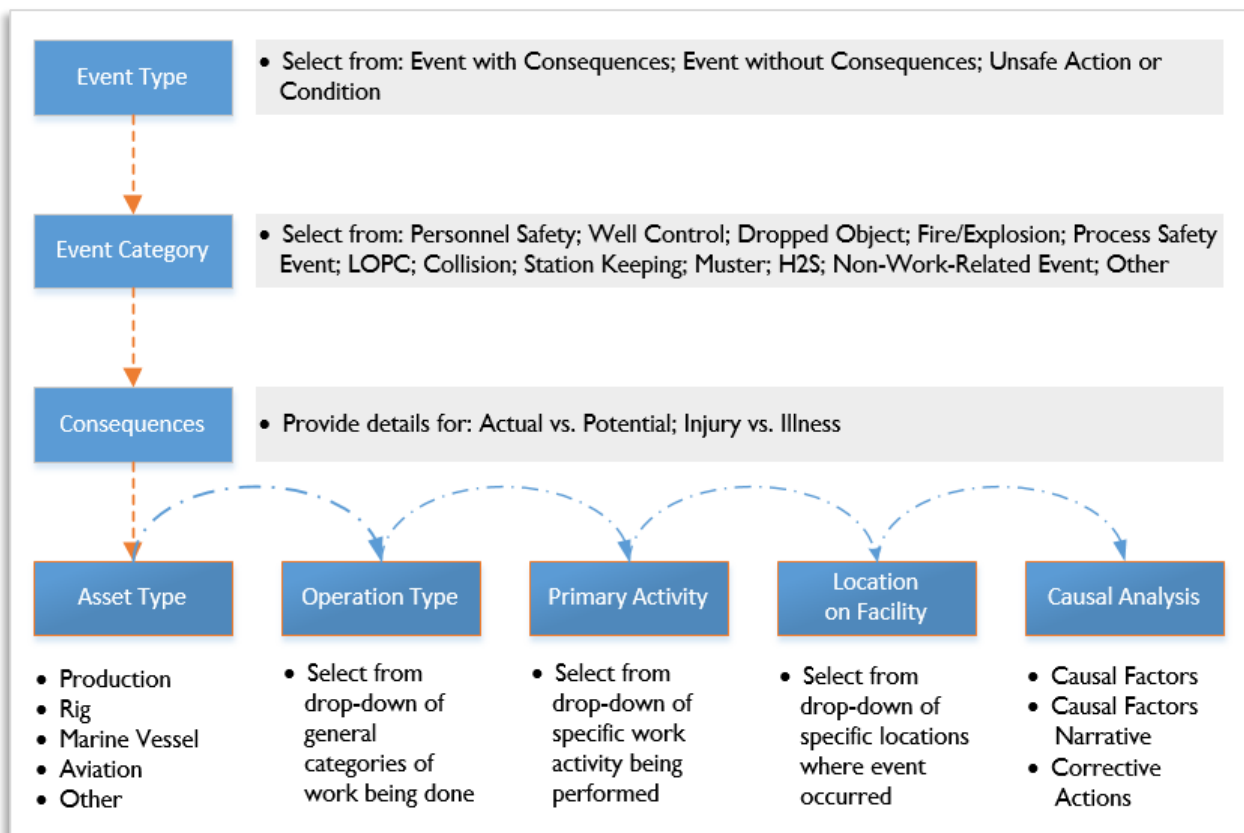 Event Type
• Select from: Event with Consequences; Event without Consequences; Unsafe Action or
Condition
Event Category
• Select from: Personnel Safety; Well Control; Dropped Object; Fire/Explosion; Process Safety
Event; LOPC; Collision; Station Keeping; Muster; H2S; Non-Work-Related Event; Other
Consequences
• Provide details for: Actual vs. Potential; Injury vs. Illness
Asset Type
• Production
• Rig
• Marine Vessel
• Aviation
• Other
Operation Type
• Select from
drop-down of
general
categories of
work being done
Primary Activity
• Select from
drop-down of
specific work
activity being
performed
Location
on Facility
• Select from
drop-down of
specific locations
where event
occurred
Causal Analysis
• Causal Factors
• Causal Factors
Narrative
• Corrective
Actions